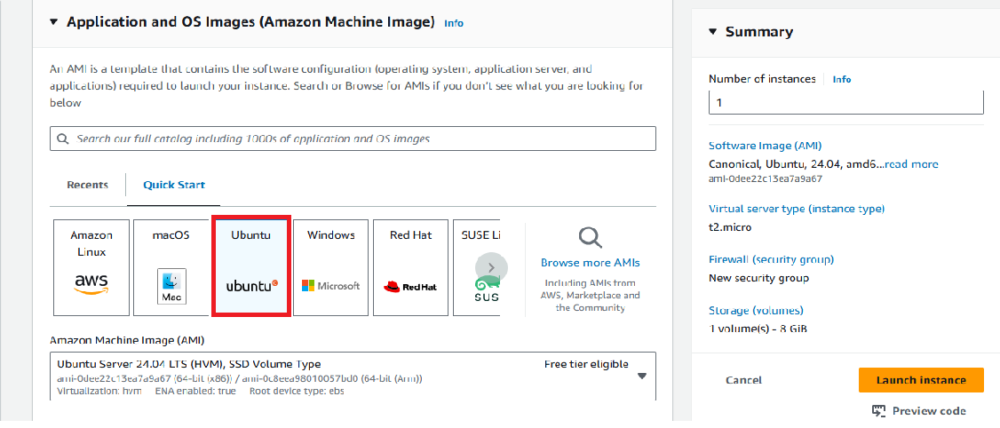 Application and OS Images (Amazon Machine Image) Info
An AMI is a template that contains the software configuration (operating system, application server, and
applications) required to launch your instance. Search or Browse for AMIs if you don't see what you are looking for
below
Search our full catalog including 1000s of application and OS images
Recents
Quick Start
Amazon
Linux
aws
macOS
Mac
Ubuntu
ubuntu
Windows
Microsoft
Red Hat
RedHat
SUSE Li
SUS
Browse more AMIs
Including AMIs from
AWS, Marketplace and
the Community
Amazon Machine Image (AMI)
Ubuntu Server 24.04 LTS (HVM), SSD Volume Type
Free tier eligible
ami-0dee22c13ea7a9a67 (64-bit (x86)) / ami-0c8eea98010057bd0 (64-bit (Arm))
Virtualization: hvm ENA enabled: true Root device type: ebs
Summary
Number of instances Info
1
Software Image (AMI)
Canonical, Ubuntu, 24.04, amd6...read more
ami-0dee22c13ea7a9a67
Virtual server type (instance type)
t2.micro
Firewall (security group)
New security group
Storage (volumes)
1 volume(s) - 8 GiB
Cancel
Launch instance
Preview code